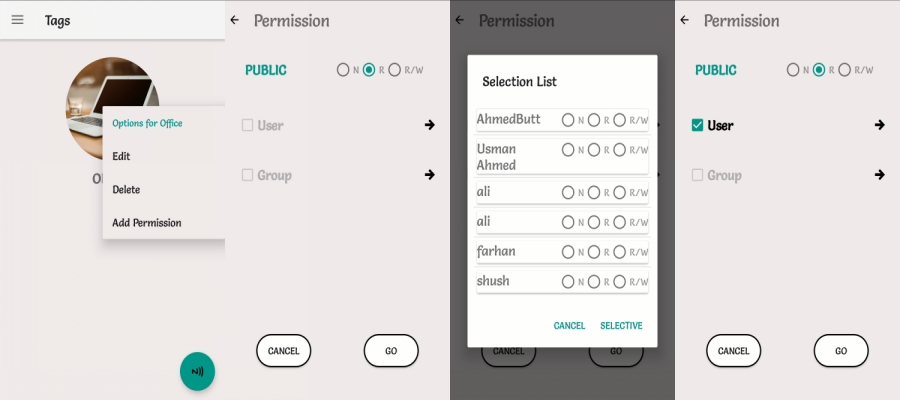 Tags
Options for Office
Edit
Delete
Add Permission
Permission
PUBLIC N R R/W
User
Group
CANCEL GO
Permission
Selection List
AhmedButt N R R/W
Usman N R R/W
Ahmed
ali N R R/W
ali N R R/W
farhan N R R/W
shush N R R/W
CANCEL SELECTIVE
CANCEL GO
Permission
PUBLIC N R R/W
User
Group
CANCEL GO